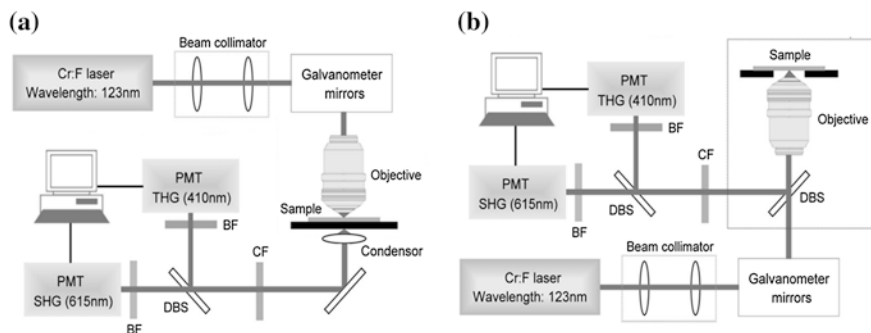 (a)
Beam collimator
Cr:F laser
Wavelength: 123nm
Galvanometer
mirrors
PMT
THG (410nm)
BF
Objective
Sample
Condensor
PMT
SHG (615nm)
BF
DBS
CF
(b)
Sample
PMT
THG (410nm)
BF
Objective
CF
PMT
SHG (615nm)
BF
DBS
DBS
Beam collimator
Cr:F laser
Wavelength: 123nm
Galvanometer
mirrors